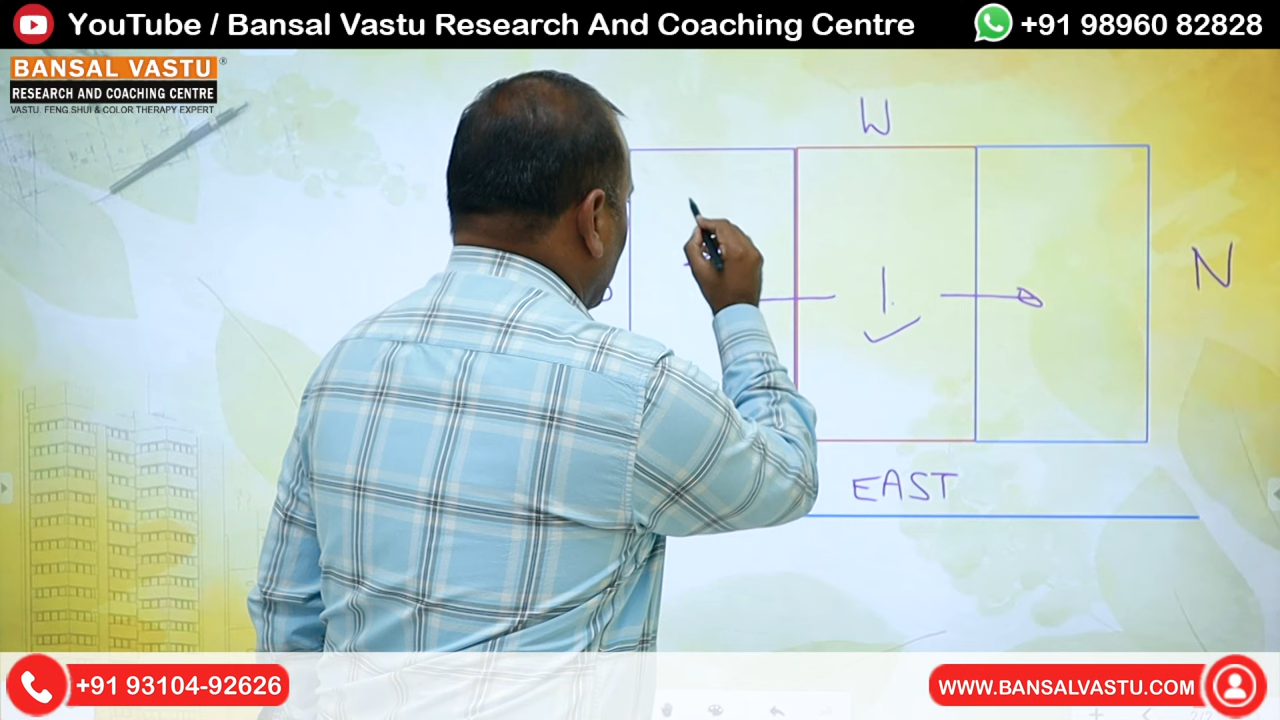 YouTube / Bansal Vastu Research And Coaching Centre
+91 98960 82828
BANSAL VASTU®
RESEARCH AND COACHING CENTRE
VASTU, FENG SHUI & COLOR THERAPY EXPERT
W
N
1.
EAST
+91 93104-92626
WWW.BANSALVASTU.COM